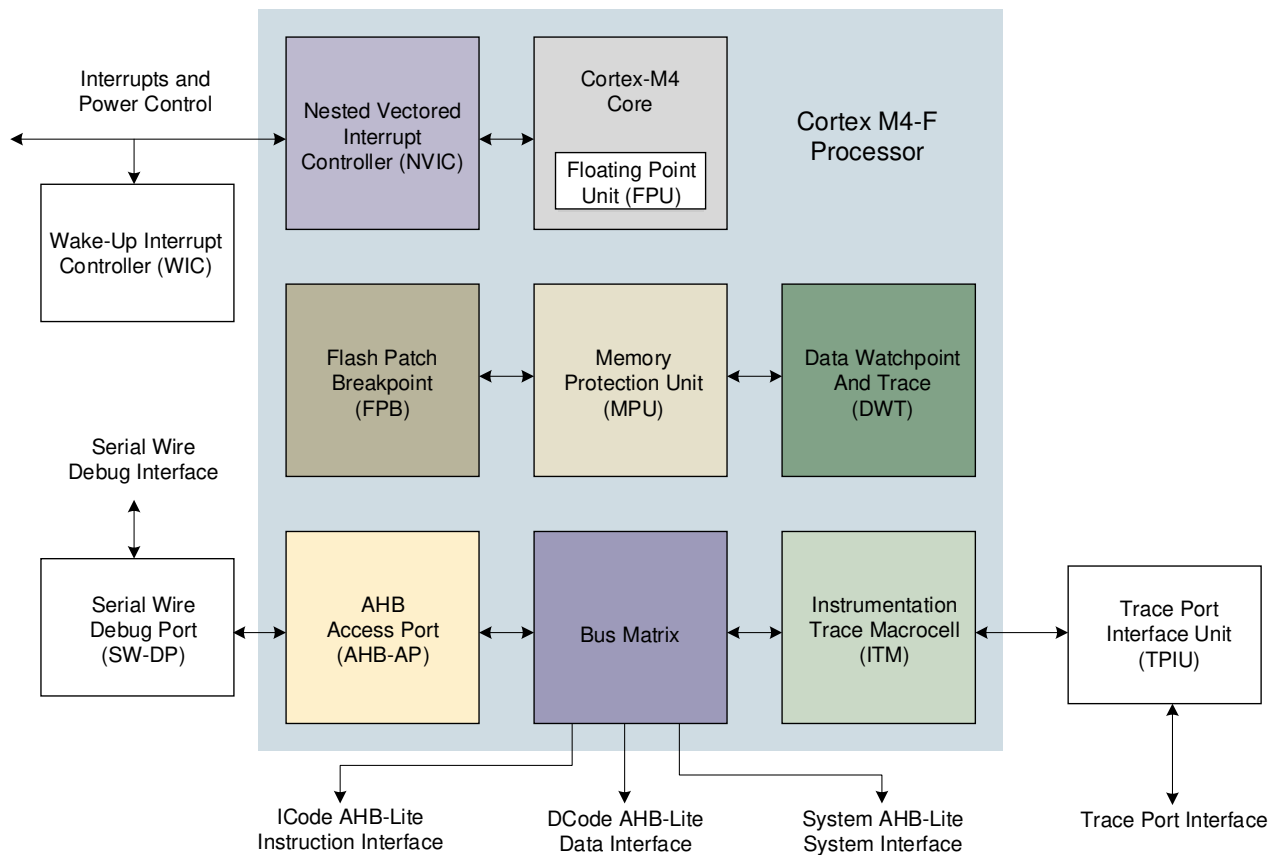 Interrupts and
Power Control
Nested Vectored
Interrupt
Controller (NVIC)
Cortex-M4
Core
Floating Point
Unit (FPU)
Cortex M4-F
Processor
Wake-Up Interrupt
Controller (WIC)
Flash Patch
Breakpoint
(FPB)
Memory
Protection Unit
(MPU)
Data Watchpoint
And Trace
(DWT)
Serial Wire
Debug Interface
Serial Wire
Debug Port
(SW-DP)
AHB
Access Port
(AHB-AP)
Bus Matrix
Instrumentation
Trace Macrocell
(ITM)
Trace Port
Interface Unit
(TPIU)
ICode AHB-Lite
Instruction Interface
DCode AHB-Lite
Data Interface
System AHB-Lite
System Interface
Trace Port Interface